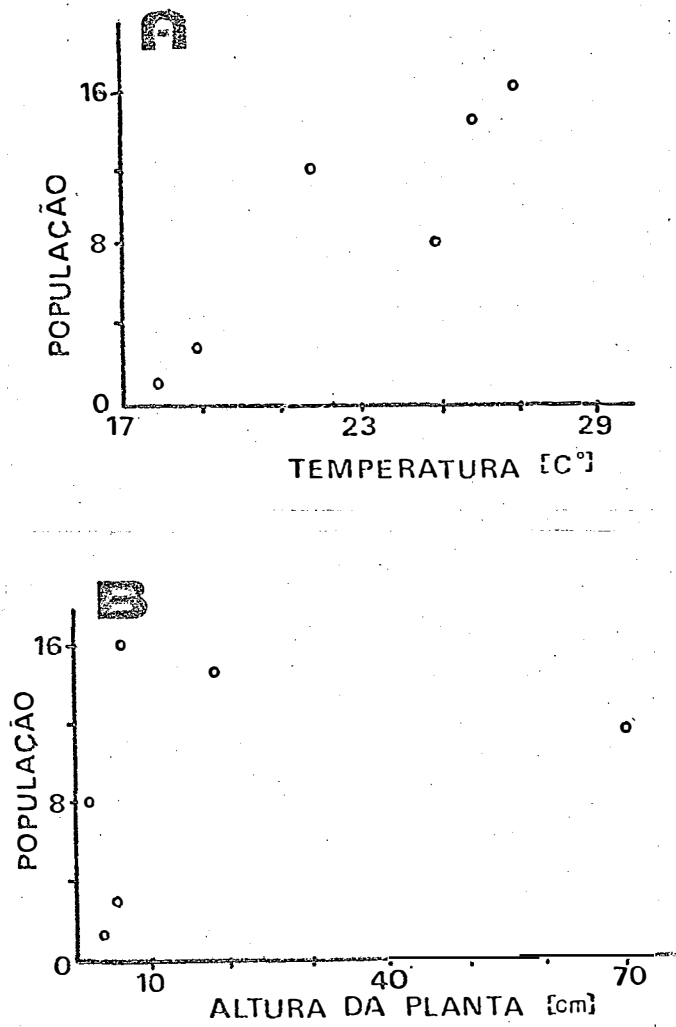 A
16
8
0
POPULAÇÃO
17 23 29
TEMPERATURA [C°]
B
16
8
0
POPULAÇÃO
10 40 70
ALTURA DA PLANTA [cm]